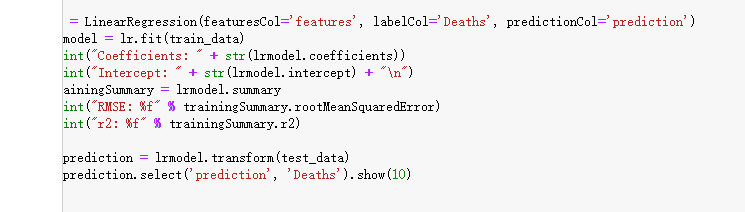 = LinearRegression(featuresCol='features', labelCol='Deaths', predictionCol='prediction')
model = lr.fit(train_data)
int("Coefficients: " + str(lrmodel.coefficients))
int("Intercept: " + str(lrmodel.intercept) + "\n")
ainingSummary = lrmodel.summary
int("RMSE: %f" % trainingSummary.rootMeanSquaredError)
int("r2: %f" % trainingSummary.r2)
prediction = lrmodel.transform(test_data)
prediction.select('prediction', 'Deaths').show(10)